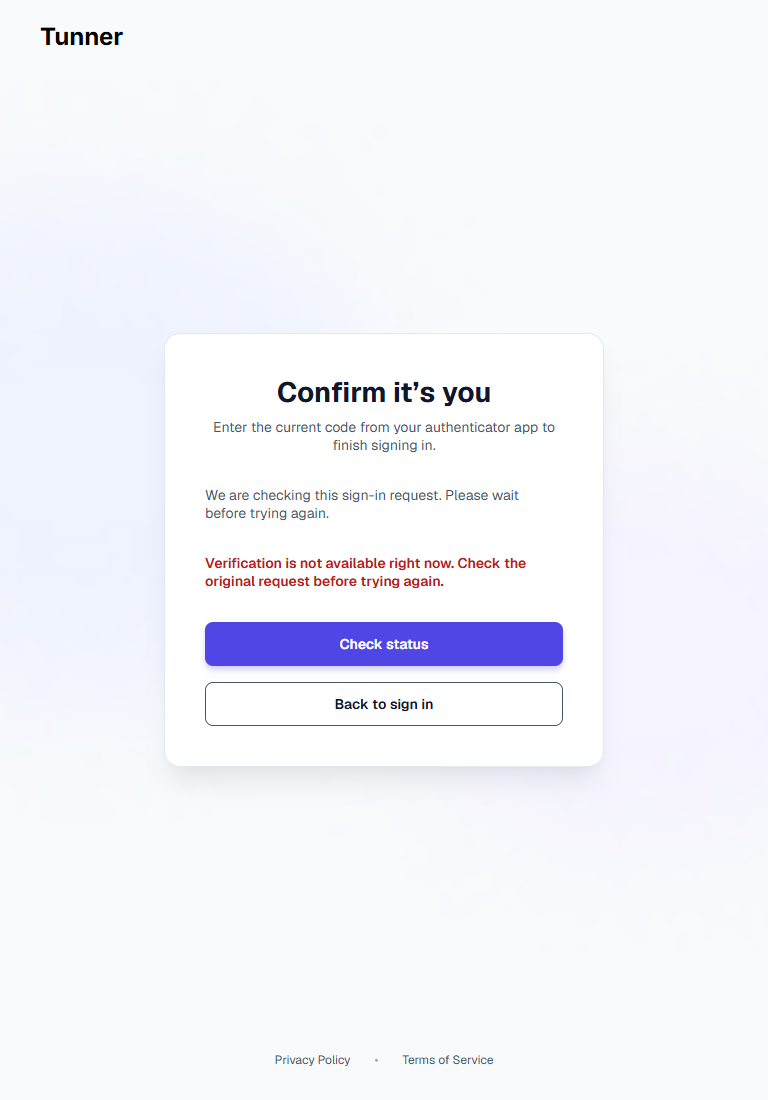 Tunner
Confirm it’s you
Enter the current code from your authenticator app to
finish signing in.
We are checking this sign-in request. Please wait
before trying again.
Verification is not available right now. Check the
original request before trying again.
Check status
Back to sign in
Privacy Policy • Terms of Service